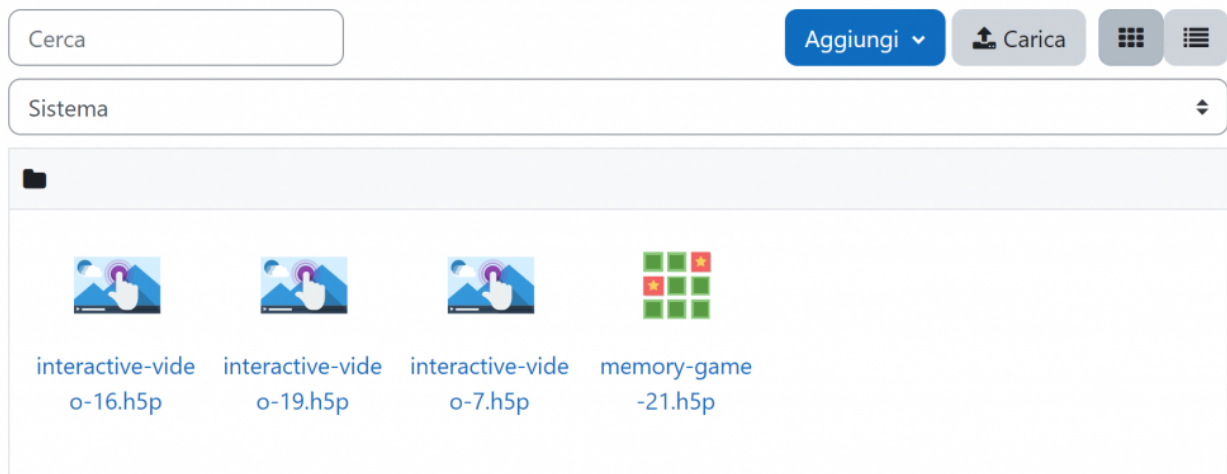 Cerca
Aggiungi
Carica
Sistema
interactive-vide
o-16.h5p
interactive-vide
o-19.h5p
interactive-vide
o-7.h5p
memory-game
-21.h5p